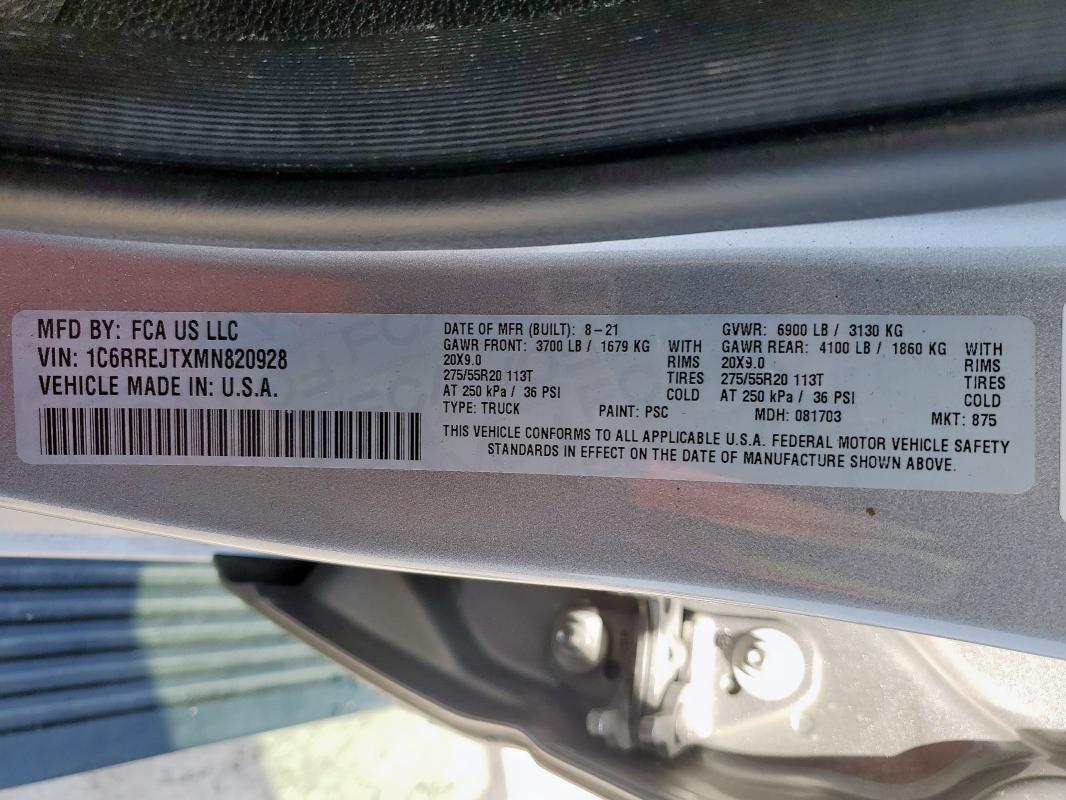 MFD BY: FCA US LLC
VIN: 1C6RREJTXMN820928
VEHICLE MADE IN: U.S.A.
DATE OF MFR (BUILT): 8-21 GVWR: 6900 LB / 3130 KG
GAWR FRONT: 3700 LB / 1679 KG WITH GAWR REAR: 4100 LB / 1860 KG WITH
20X9.0 RIMS 20X9.0 RIMS
275/55R20 113T TIRES 275/55R20 113T TIRES
AT 250 kPa / 36 PSI COLD AT 250 kPa / 36 PSI COLD
TYPE: TRUCK PAINT: PSC MDH: 081703 MKT: 875
THIS VEHICLE CONFORMS TO ALL APPLICABLE U.S.A. FEDERAL MOTOR VEHICLE SAFETY
STANDARDS IN EFFECT ON THE DATE OF MANUFACTURE SHOWN ABOVE.